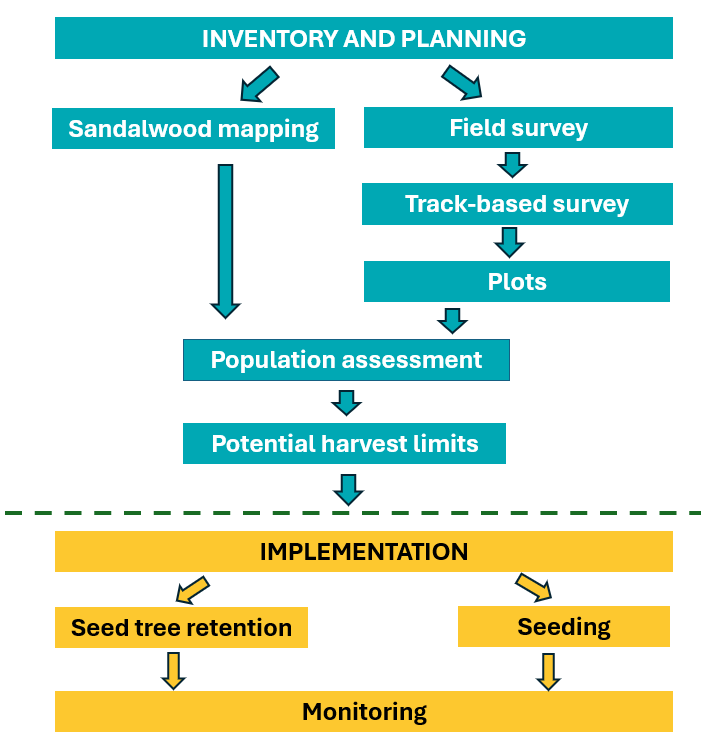 INVENTORY AND PLANNING
Sandalwood mapping
Field survey
Track-based survey
Plots
Population assessment
Potential harvest limits
IMPLEMENTATION
Seed tree retention
Seeding
Monitoring